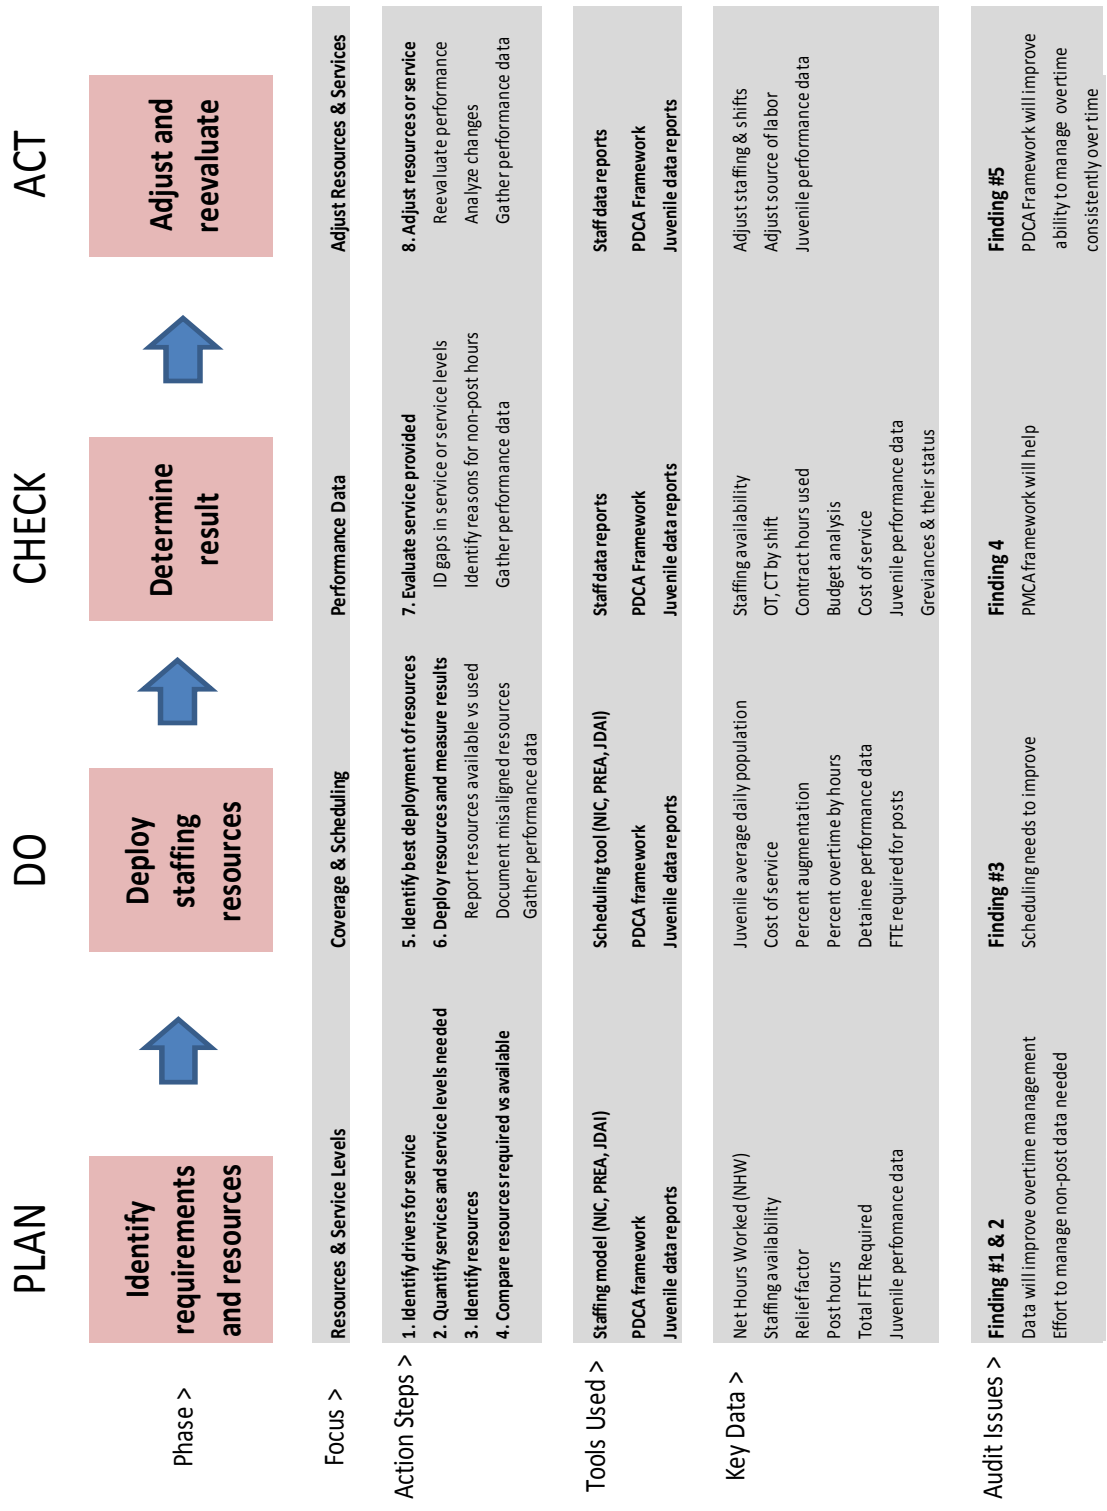 PLAN
DO
CHECK
ACT
Phase >
Identify
requirements
and resources
Deploy
staffing
resources
Determine
result
Adjust and
reevaluate
Focus >
Resources & Service Levels
Coverage & Scheduling
Performance Data
Adjust Resources & Services
Action Steps >
1. Identify drivers for service
2. Quantify services and service levels needed
3. Identify resources
4. Compare resources required vs available
5. Identify best deployment of resources
6. Deploy resources and measure results
Report resources available vs used
Document misaligned resources
Gather performance data
7. Evaluate service provided
ID gaps in service or service levels
Identify reasons for non-post hours
Gather performance data
8. Adjust resources or service
Reevaluate performance
Analyze changes
Gather performance data
Tools Used >
Staffing model (NIC, PREA, JDAI)
PDCA framework
Juvenile data reports
Scheduling tool (NIC, PREA, JDAI)
PDCA framework
Juvenile data reports
Staff data reports
PDCA Framework
Juvenile data reports
Staff data reports
PDCA Framework
Juvenile data reports
Key Data >
Net Hours Worked (NHW)
Staffing availability
Relief factor
Post hours
Total FTE Required
Juvenile perfomance data
Juvenile average daily population
Cost of service
Percent augmentation
Percent overtime by hours
Detainee performance data
FTE required for posts
Staffing availability
OT, CT by shift
Contract hours used
Budget analysis
Cost of service
Juvenile performance data
Greviances & their status
Adjust staffing & shifts
Adjust source of labor
Juvenile performance data
Audit Issues >
Finding #1 & 2
Data will improve overtime management
Effort to manage non-post data needed
Finding #3
Scheduling needs to improve
Finding 4
PMCA framework will help
Finding #5
PDCA Framework will improve
ability to manage overtime
consistently over time